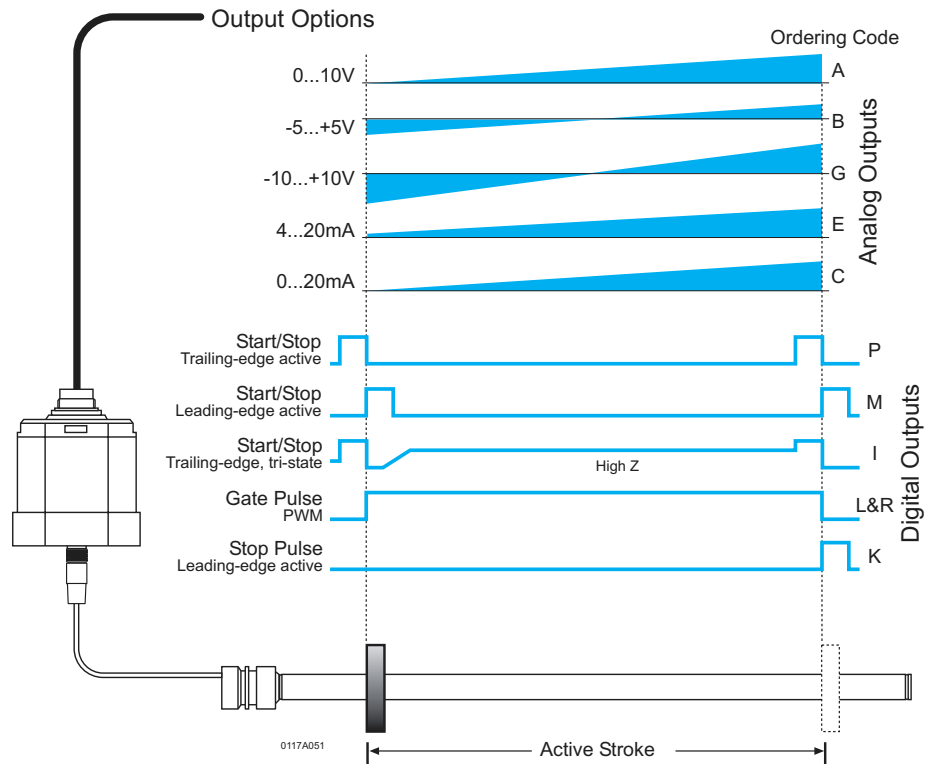 Output Options
Ordering Code
0...10V
A
-5...+5V
B
-10...+10V
G
4...20mA
E
0...20mA
C
Analog Outputs
Start/Stop
Trailing-edge active
P
Start/Stop
Leading-edge active
M
Start/Stop
Trailing-edge, tri-state
High Z
I
Gate Pulse
PWM
L&R
Stop Pulse
Leading-edge active
K
Digital Outputs
0117A051
Active Stroke